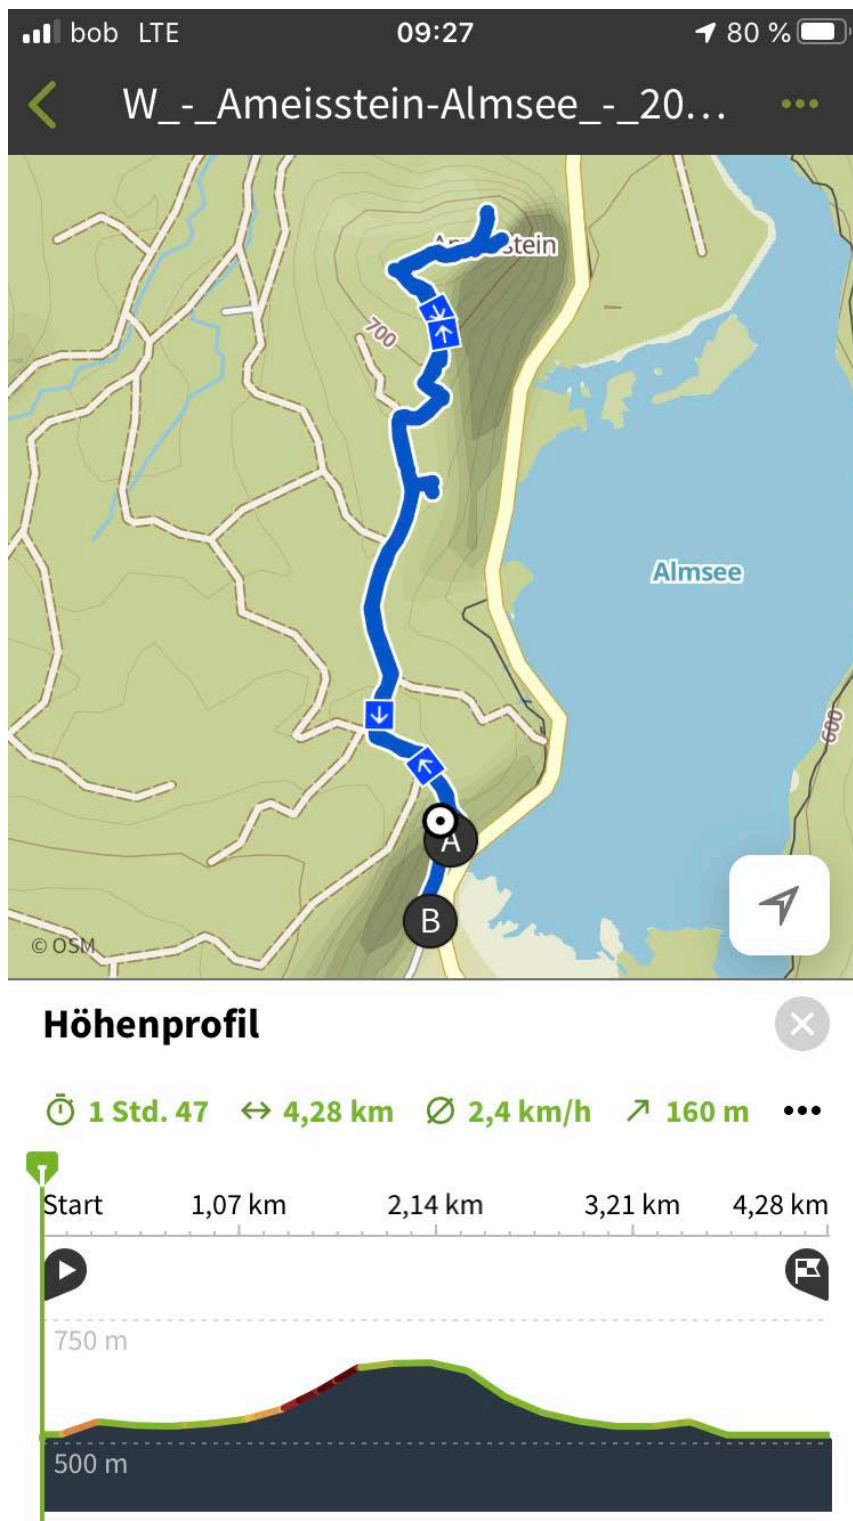 bob LTE 09:27 80 %
W_-_Ameisstein-Almsee_-_20...
stein
700
Almsee
600
A
B
© OSM
Höhenprofil
1 Std. 47 4,28 km 2,4 km/h 160 m
Start 1,07 km 2,14 km 3,21 km 4,28 km
750 m
500 m